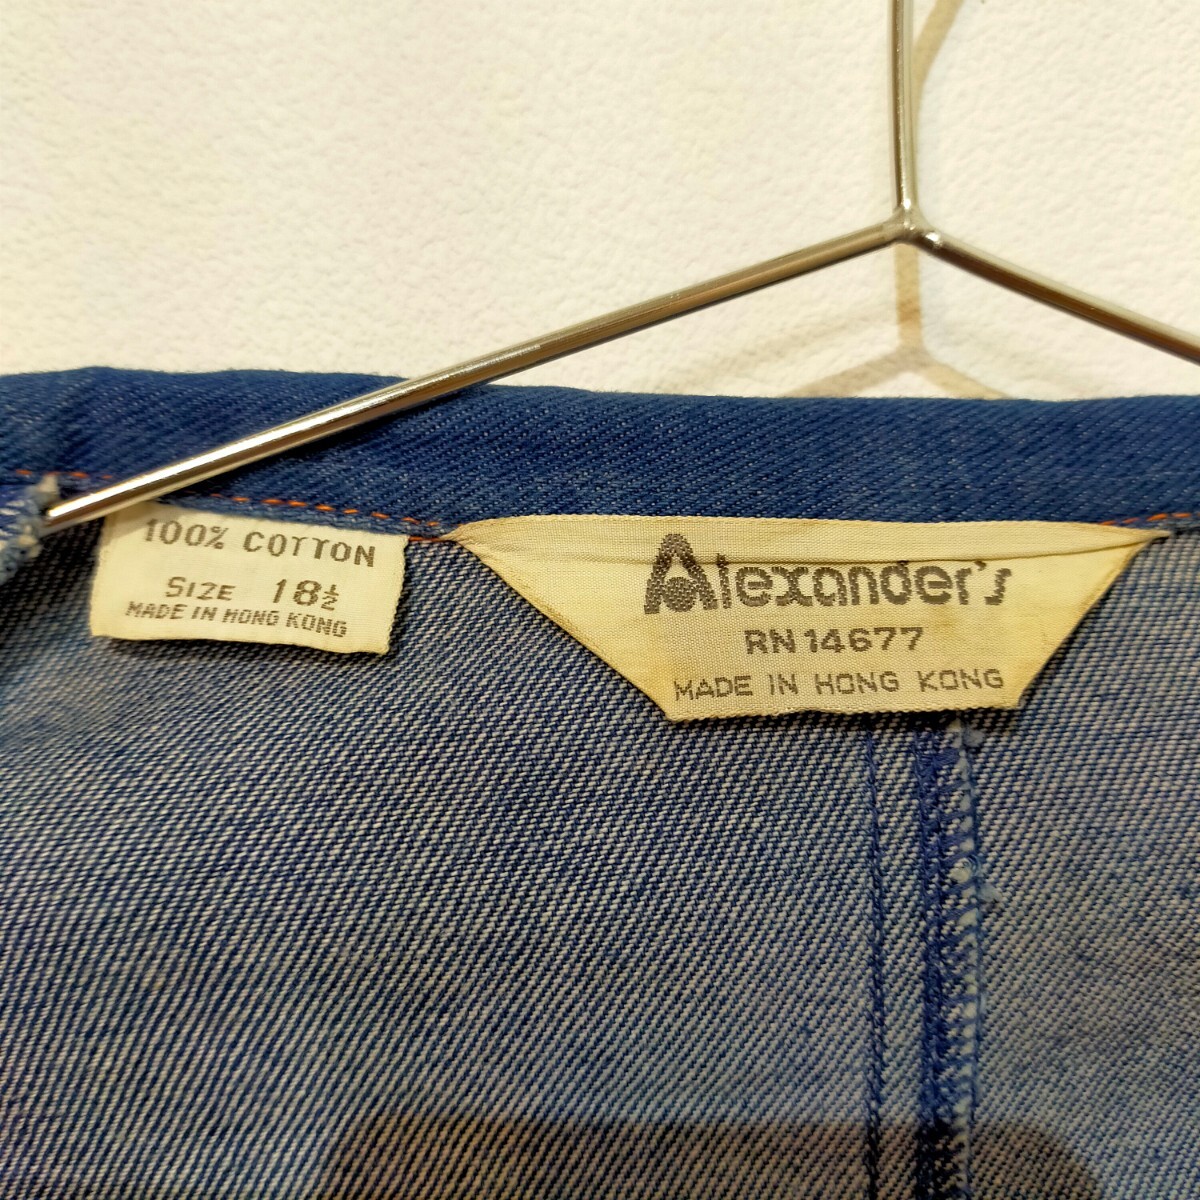 100% COTTON
SIZE 18½
MADE IN HONG KONG
Alexander's
RN 14677
MADE IN HONG KONG